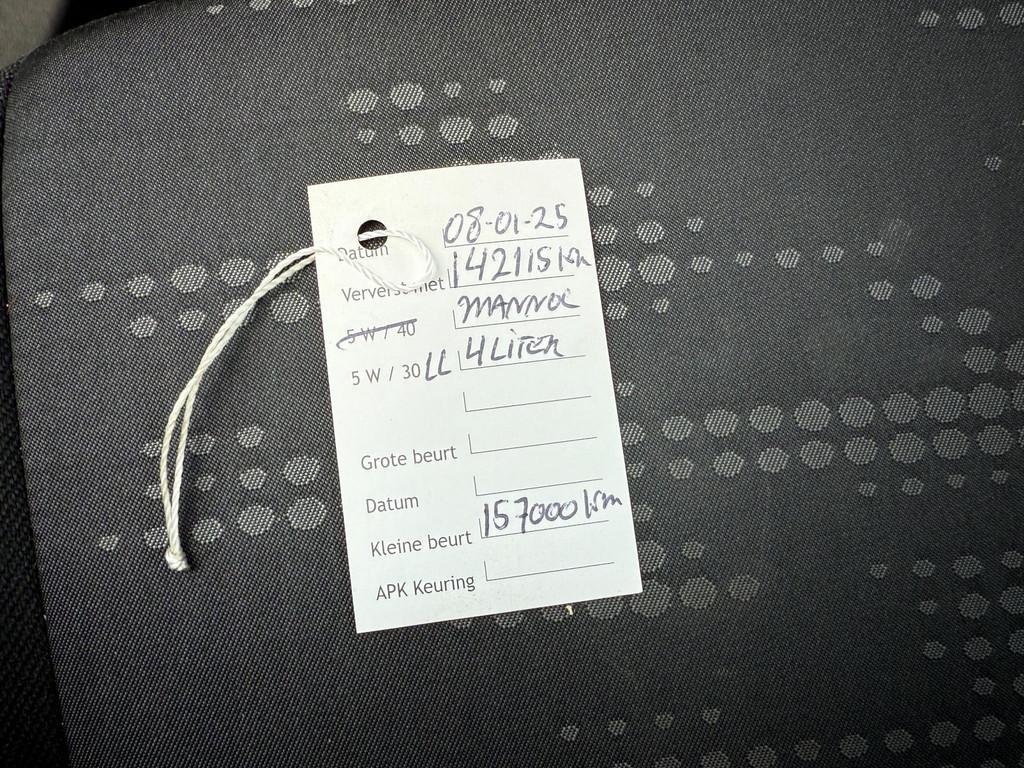 Datum 08-01-25
Ververst met 142115 km
5 W / 40 MANNOL
5 W / 30 LL 4 LITER
Grote beurt
Datum
Kleine beurt 157000 km
APK Keuring